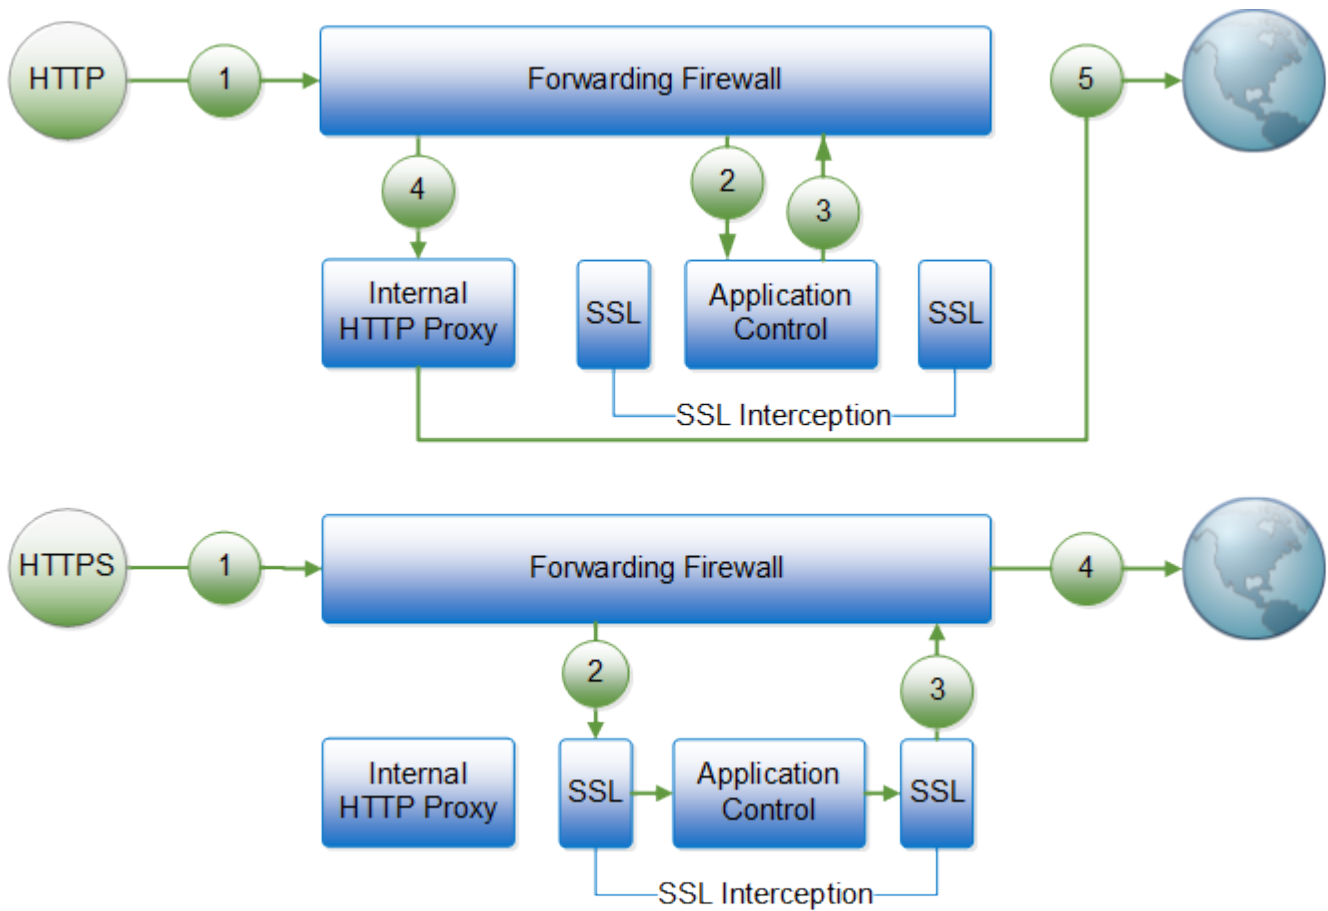 HTTP
1
Forwarding Firewall
5
4
2
3
Internal
HTTP Proxy
SSL
Application
Control
SSL
SSL Interception
HTTPS
1
Forwarding Firewall
4
2
3
Internal
HTTP Proxy
SSL
Application
Control
SSL
SSL Interception